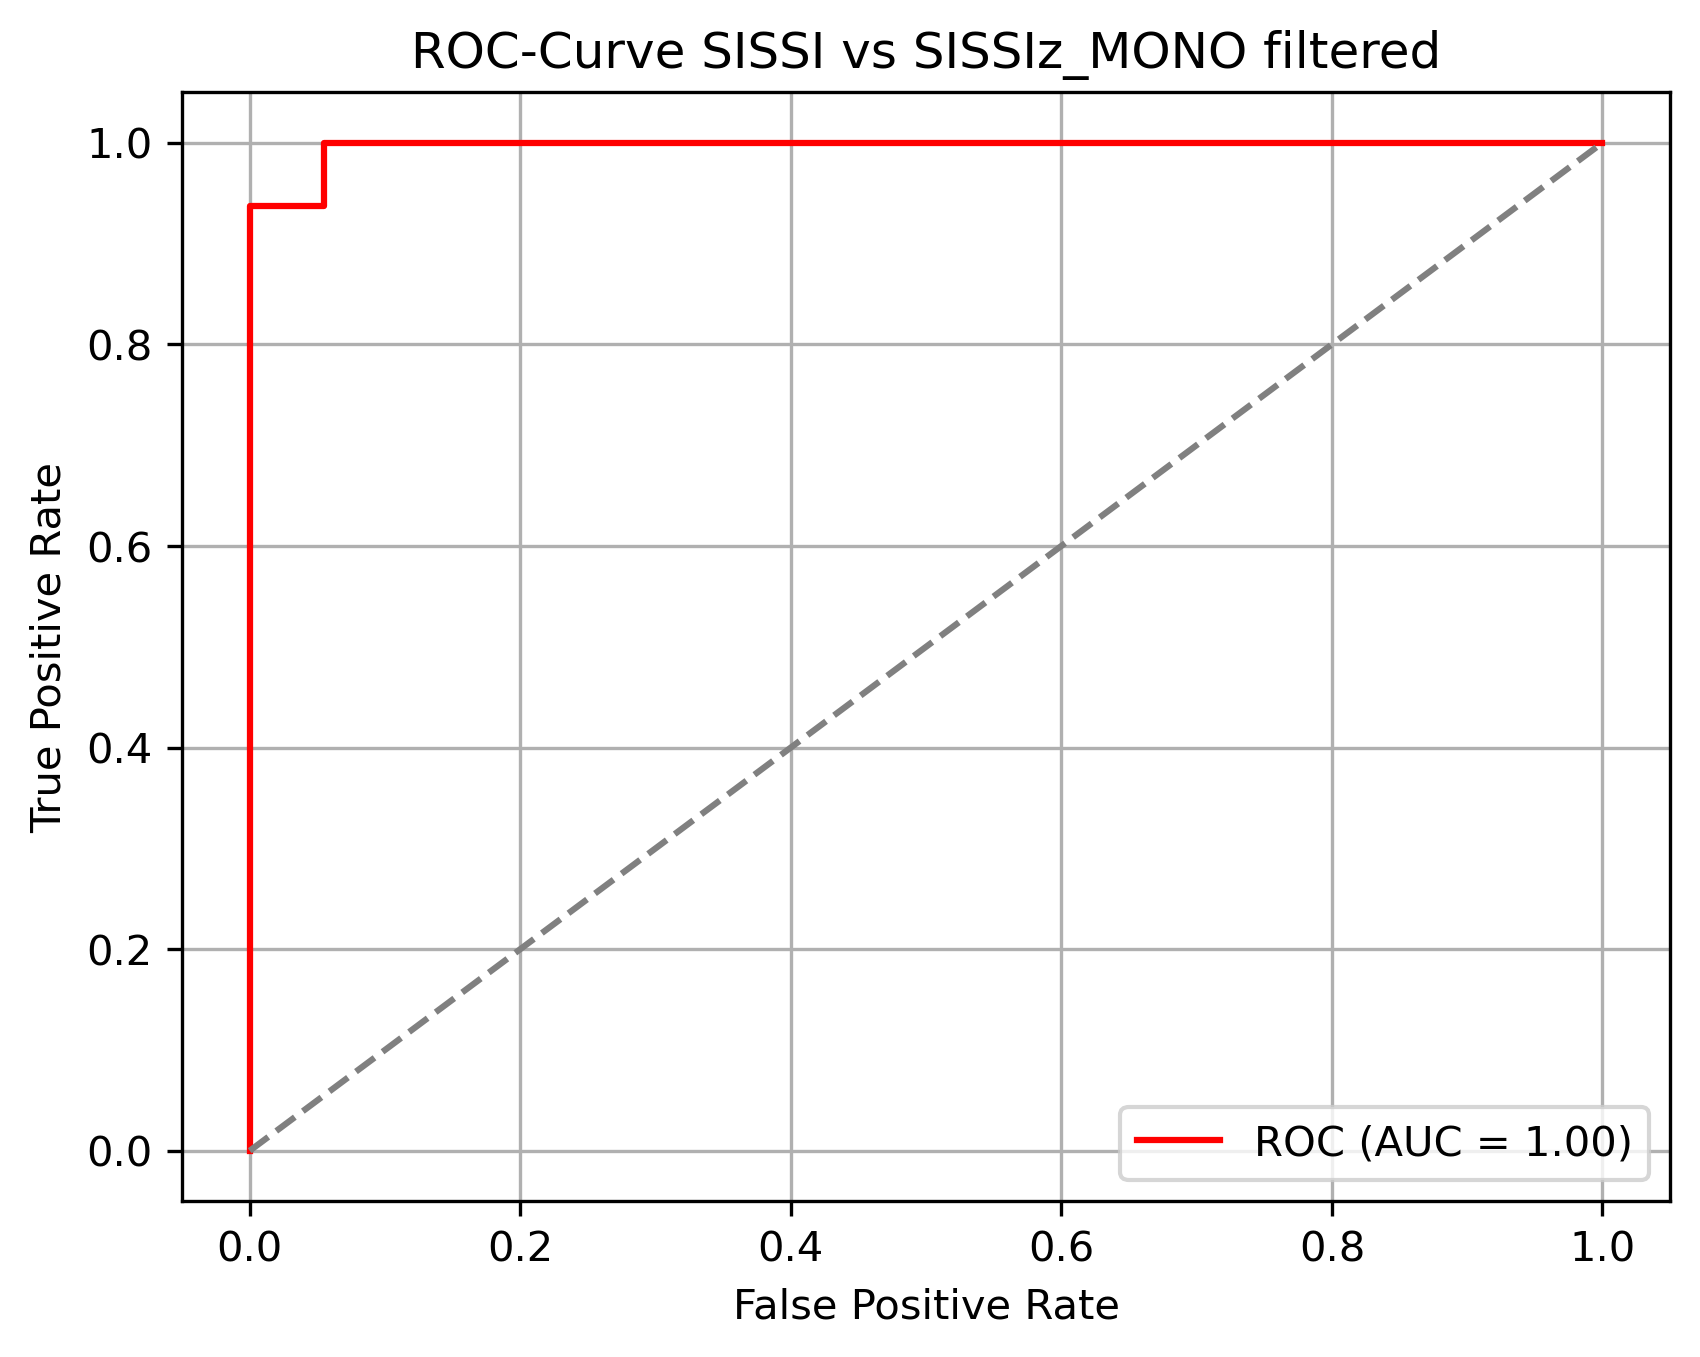 ROC-Curve SISSI vs SISSIz_MONO filtered
True Positive Rate
1.0
0.8
0.6
0.4
0.2
0.0
ROC (AUC = 1.00)
0.0 0.2 0.4 0.6 0.8 1.0
False Positive Rate